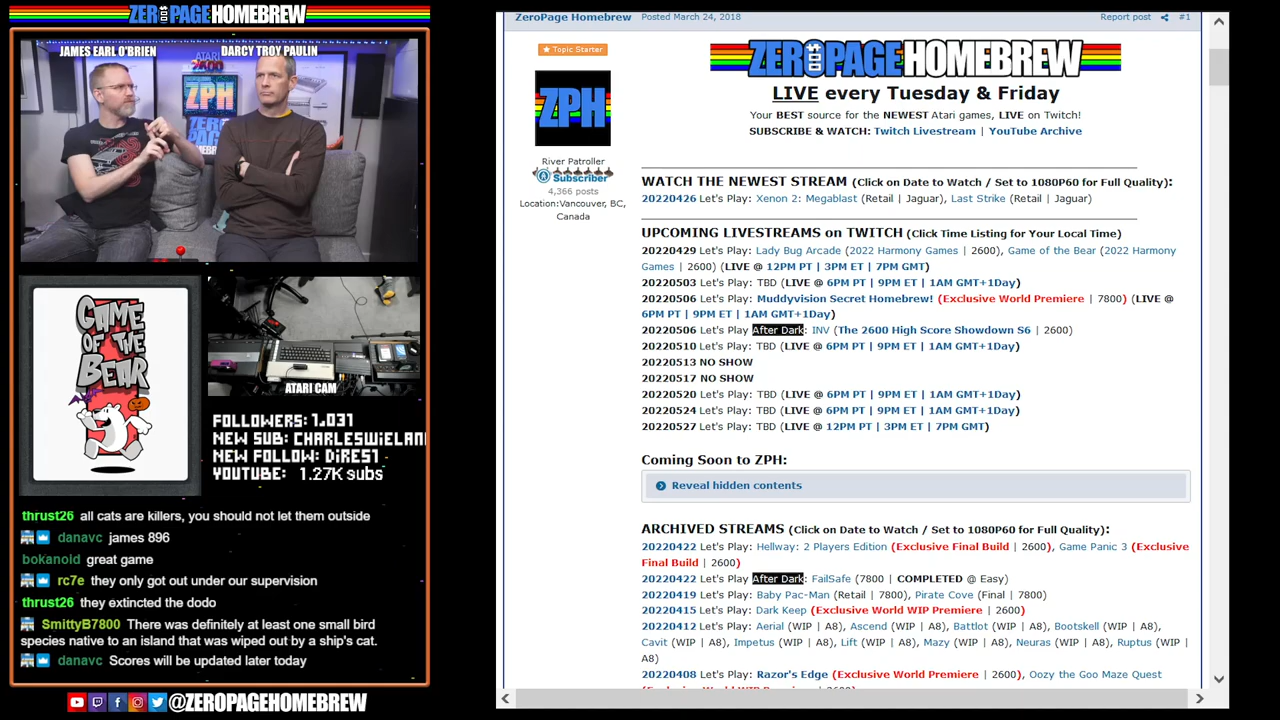 ZEROPAGE HOMEBREW
JAMES EARL O'BRIEN
DARCY TROY PAULIN
ATARI
ZPH
GAME
OF THE
BEAR
ATARI CAM
FOLLOWERS: 1,031
NEW SUB: CHARLESWIELAN
NEW FOLLOW: DIRES1
YOUTUBE: 1.27K subs
thrust26 all cats are killers, you should not let them outside
danavc james 896
bokanoid great game
rc7e they only got out under our supervision
thrust26 they extincted the dodo
SmittyB7800 There was definitely at least one small bird
species native to an island that was wiped out by a ship's cat.
danavc Scores will be updated later today
@ZEROPAGEHOMEBREW
ZeroPage Homebrew Posted March 24, 2018 Report post #1
★ Topic Starter
ZPH
River Patroller
Subscriber
4,366 posts
Location:Vancouver, BC,
Canada
ZEROPAGEHOMEBREW
LIVE every Tuesday & Friday
Your BEST source for the NEWEST Atari games, LIVE on Twitch!
SUBSCRIBE & WATCH: Twitch Livestream | YouTube Archive
WATCH THE NEWEST STREAM (Click on Date to Watch / Set to 1080P60 for Full Quality):
20220426 Let's Play: Xenon 2: Megablast (Retail | Jaguar), Last Strike (Retail | Jaguar)
UPCOMING LIVESTREAMS on TWITCH (Click Time Listing for Your Local Time)
20220429 Let's Play: Lady Bug Arcade (2022 Harmony Games | 2600), Game of the Bear (2022 Harmony
Games | 2600) (LIVE @ 12PM PT | 3PM ET | 7PM GMT)
20220503 Let's Play: TBD (LIVE @ 6PM PT | 9PM ET | 1AM GMT+1Day)
20220506 Let's Play: Muddyvision Secret Homebrew! (Exclusive World Premiere | 7800) (LIVE @
6PM PT | 9PM ET | 1AM GMT+1Day)
20220506 Let's Play After Dark: INV (The 2600 High Score Showdown S6 | 2600)
20220510 Let's Play: TBD (LIVE @ 6PM PT | 9PM ET | 1AM GMT+1Day)
20220513 NO SHOW
20220517 NO SHOW
20220520 Let's Play: TBD (LIVE @ 6PM PT | 9PM ET | 1AM GMT+1Day)
20220524 Let's Play: TBD (LIVE @ 6PM PT | 9PM ET | 1AM GMT+1Day)
20220527 Let's Play: TBD (LIVE @ 12PM PT | 3PM ET | 7PM GMT)
Coming Soon to ZPH:
Reveal hidden contents
ARCHIVED STREAMS (Click on Date to Watch / Set to 1080P60 for Full Quality):
20220422 Let's Play: Hellway: 2 Players Edition (Exclusive Final Build | 2600), Game Panic 3 (Exclusive
Final Build | 2600)
20220422 Let's Play After Dark: FailSafe (7800 | COMPLETED @ Easy)
20220419 Let's Play: Baby Pac-Man (Retail | 7800), Pirate Cove (Final | 7800)
20220415 Let's Play: Dark Keep (Exclusive World WIP Premiere | 2600)
20220412 Let's Play: Aerial (WIP | A8), Ascend (WIP | A8), Battlot (WIP | A8), Bootskell (WIP | A8),
Cavit (WIP | A8), Impetus (WIP | A8), Lift (WIP | A8), Mazy (WIP | A8), Neuras (WIP | A8), Ruptus (WIP |
A8)
20220408 Let's Play: Razor's Edge (Exclusive World Premiere | 2600), Oozy the Goo Maze Quest